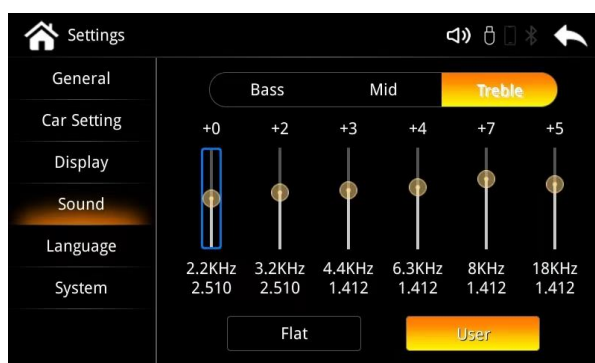 Settings
General
Car Setting
Display
Sound
Language
System
Bass Mid Treble
+0 +2 +3 +4 +7 +5
2.2KHz 3.2KHz 4.4KHz 6.3KHz 8KHz 18KHz
2.510 2.510 1.412 1.412 1.412 1.412
Flat User